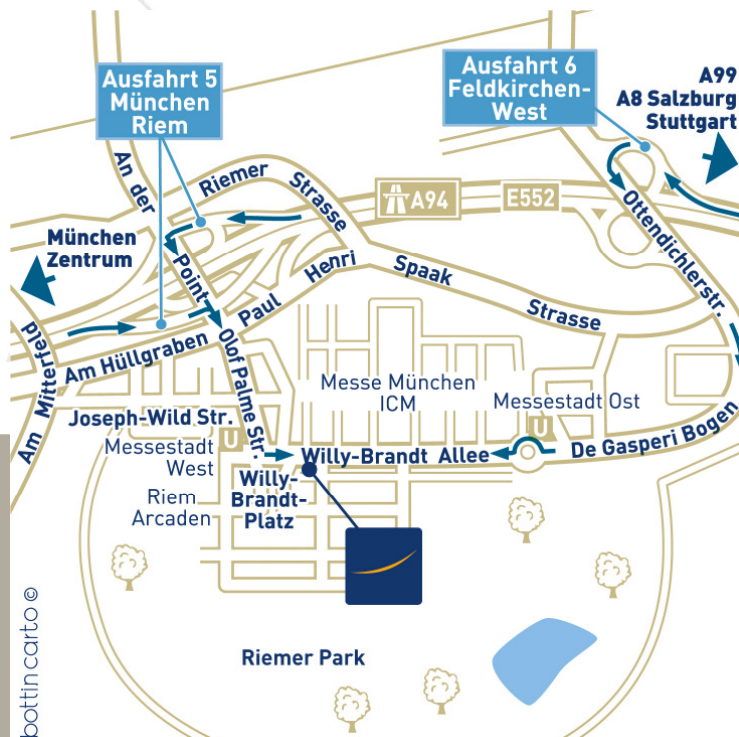 Ausfahrt 5
München
Riem
Ausfahrt 6
Feldkirchen-
West
A99
A8 Salzburg
Stuttgart
An der
Point
Riemer
Strasse
A94
E552
Ottendichlerstr.
München
Zentrum
Paul
Henri
Spaak
Strasse
Am Mitterfeld
Am Hüllgraben
Olof Palme Str.
Messe München
ICM
Messestadt Ost
U
Joseph-Wild Str.
U
Messestadt
West
Willy-Brandt Allee
De Gasperi Bogen
Willy-
Brandt-
Platz
Riem
Arcaden
Riemer Park
bottin carto ©